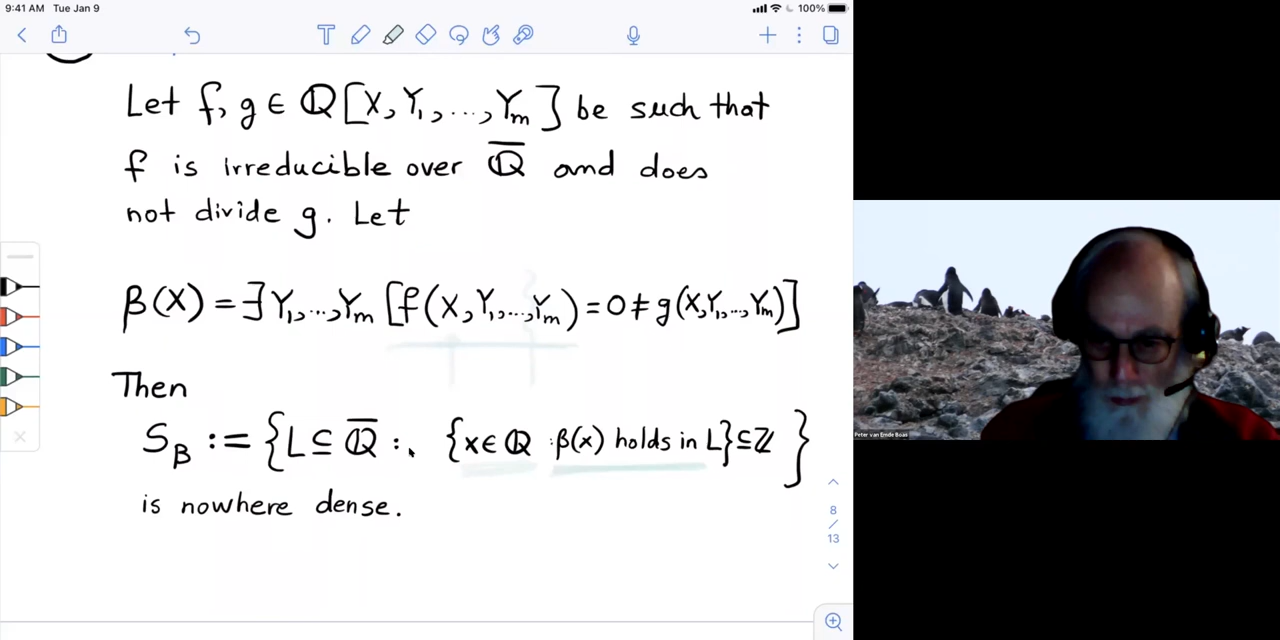 9:41 AM Tue Jan 9
100%
Let f, g ∈ ℚ[X, Y₁, ..., Yₘ] be such that
f is irreducible over ℚ̅ and does
not divide g. Let
β(X) = ∃Y₁, ..., Yₘ [f(X, Y₁, ..., Yₘ) = 0 ≠ g(X, Y₁, ..., Yₘ)]
Then
S_β := {L ⊆ ℚ̅ : {x ∈ ℚ : β(x) holds in L} ⊆ ℤ}
is nowhere dense.
8
/
13
Peter van Emde Boas